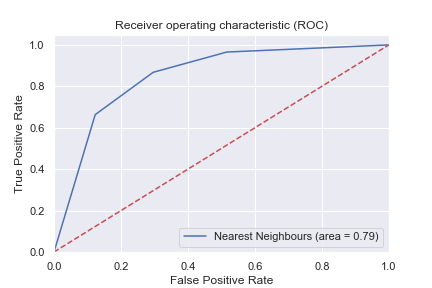 Receiver operating characteristic (ROC)
True Positive Rate
1.0
0.8
0.6
0.4
0.2
0.0
Nearest Neighbours (area = 0.79)
0.0 0.2 0.4 0.6 0.8 1.0
False Positive Rate